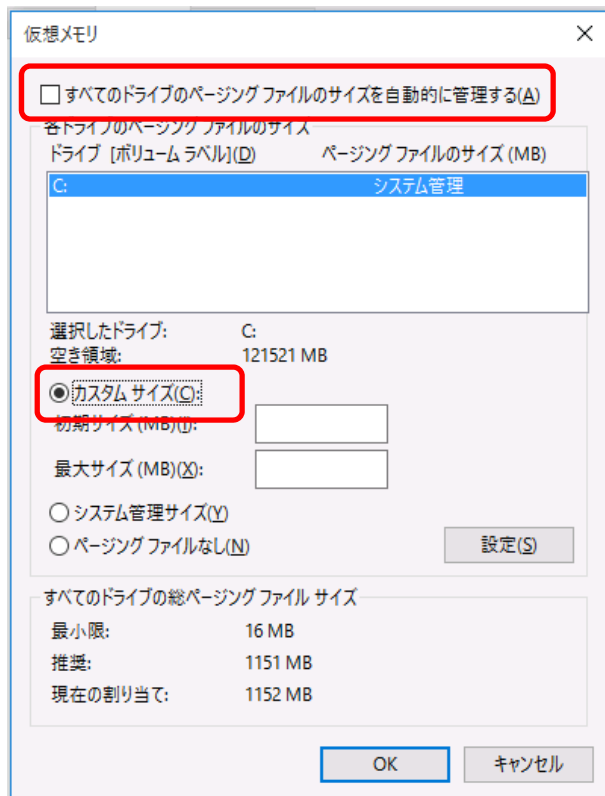 仮想メモリ
すべてのドライブのページング ファイルのサイズを自動的に管理する(A)
各ドライブのページング ファイルのサイズ
ドライブ [ボリューム ラベル](D) ページング ファイルのサイズ (MB)
C: システム管理
選択したドライブ: C:
空き領域: 121521 MB
カスタム サイズ(C):
初期サイズ (MB)(I):
最大サイズ (MB)(X):
システム管理サイズ(Y)
ページング ファイルなし(N)
設定(S)
すべてのドライブの総ページング ファイル サイズ
最小限: 16 MB
推奨: 1151 MB
現在の割り当て: 1152 MB
OK キャンセル